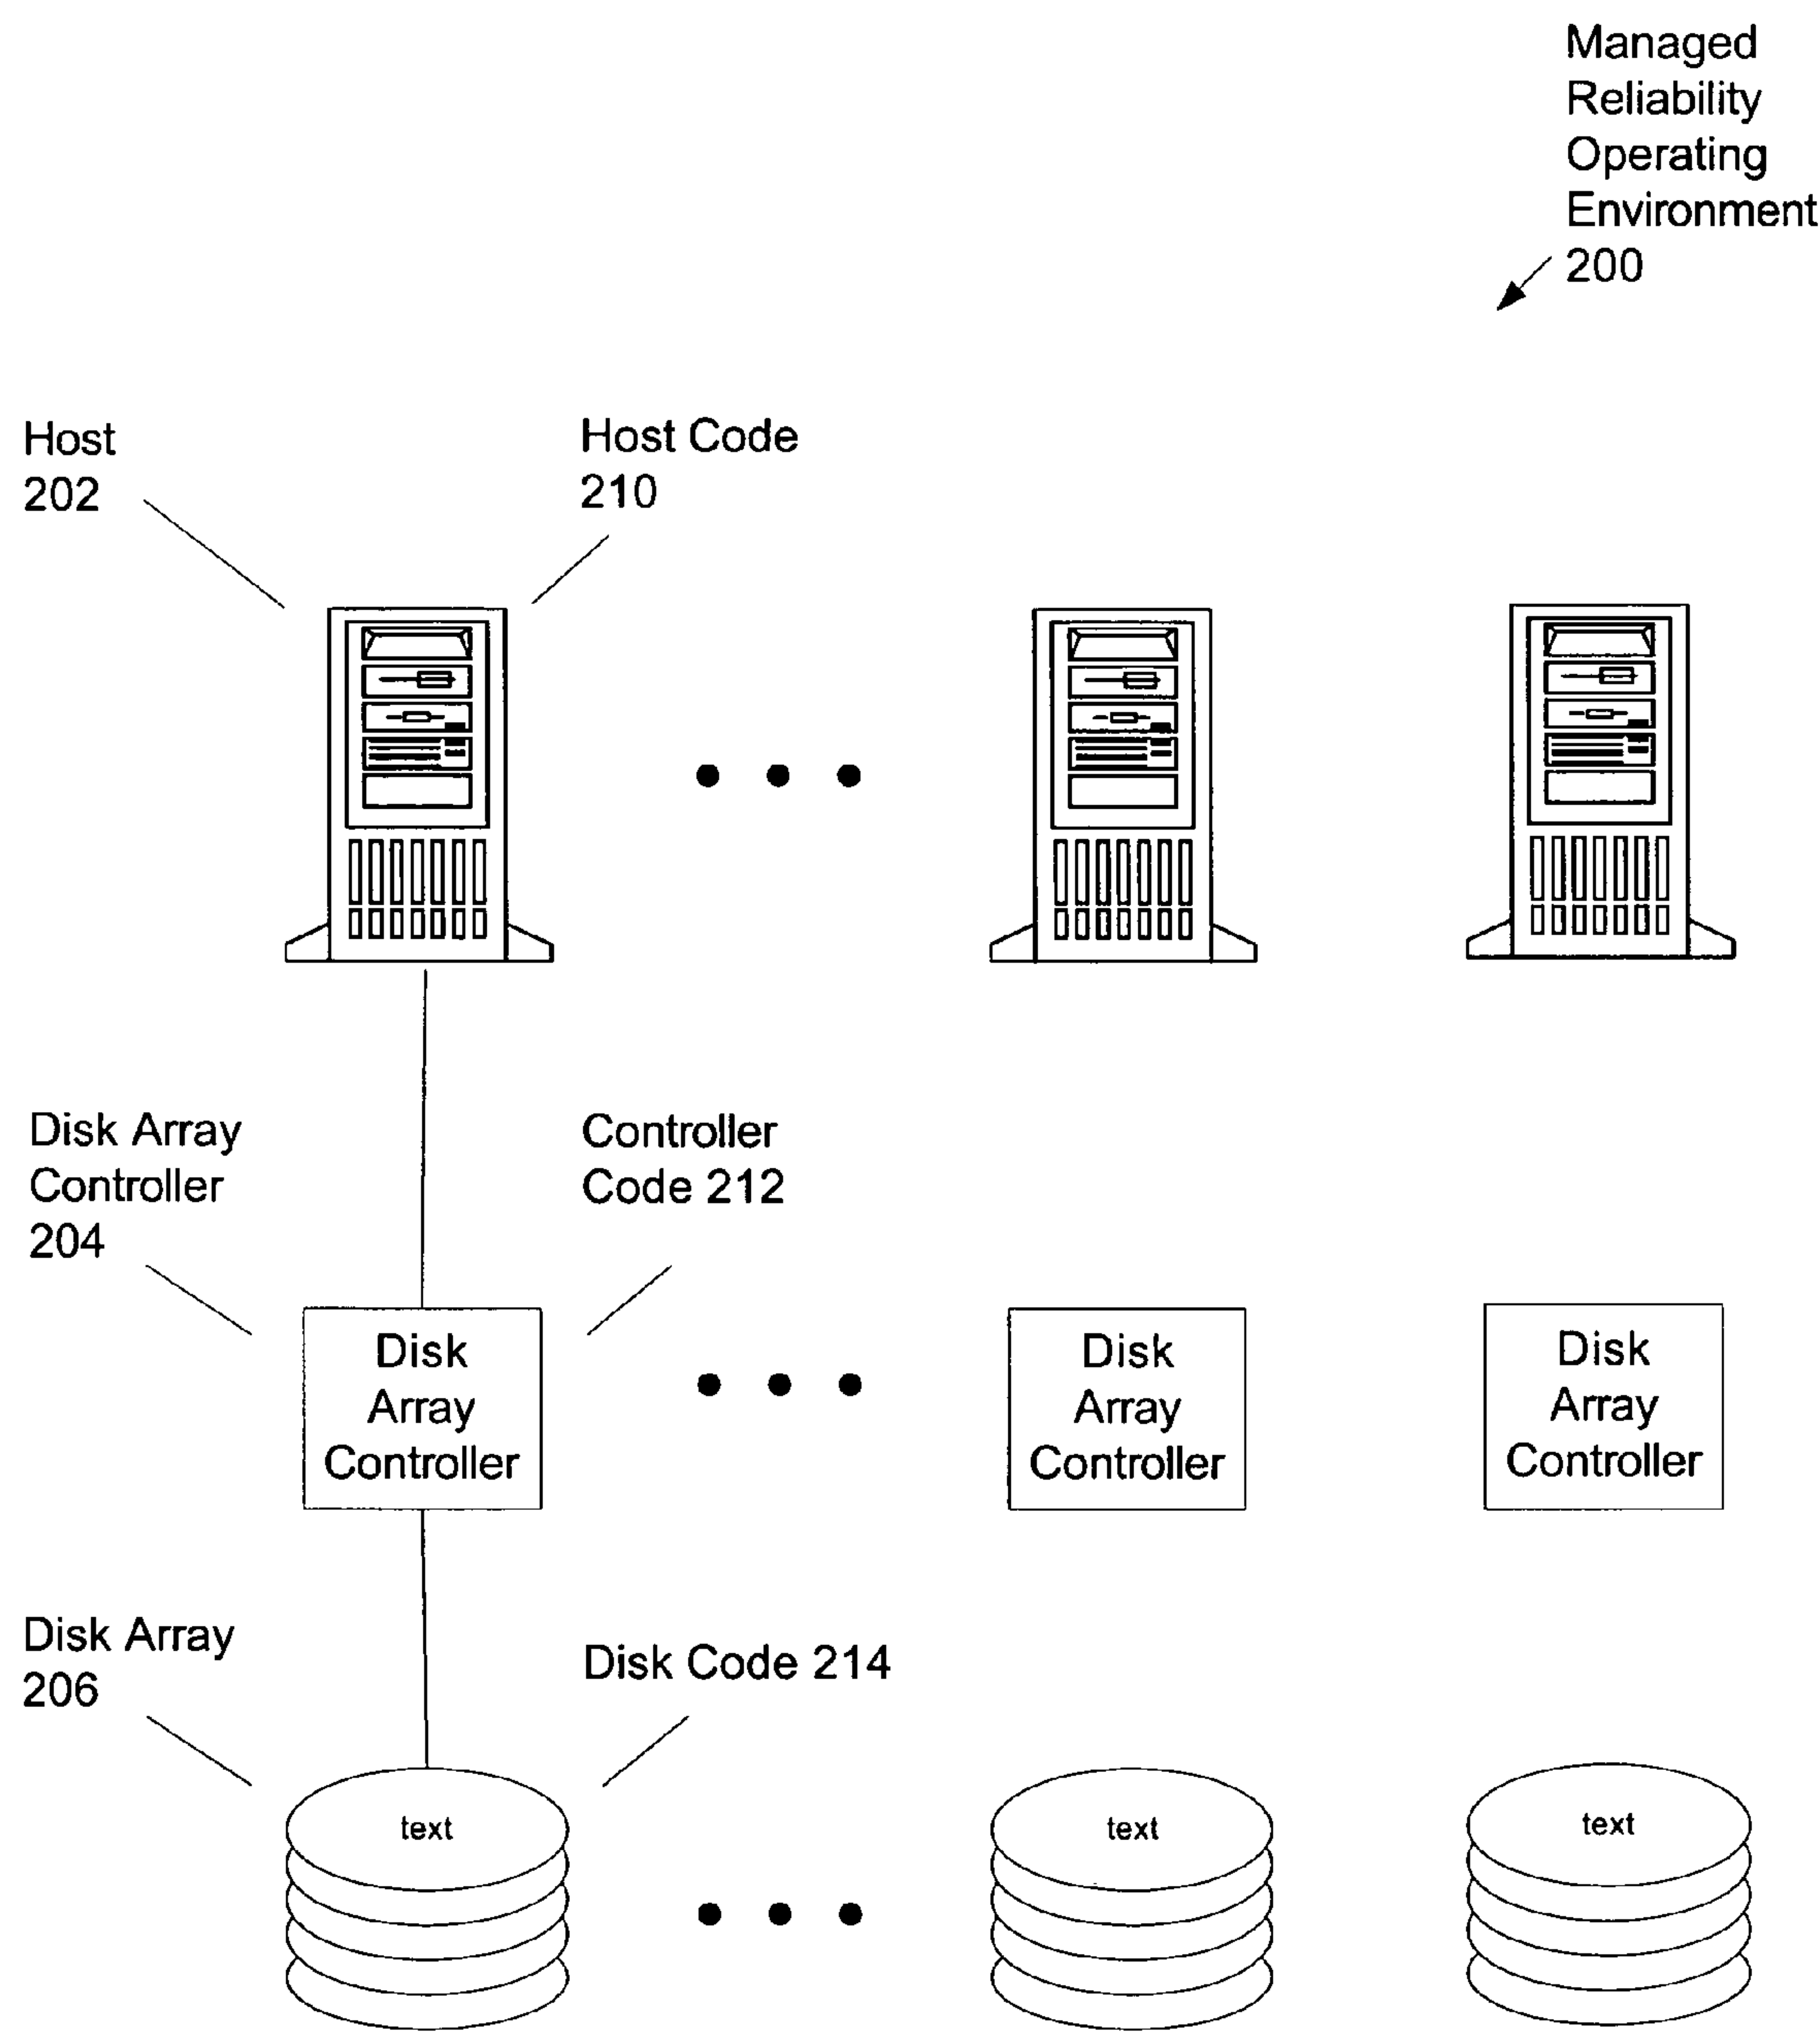 Managed
Reliability
Operating
Environment
200
Host
202
Host Code
210
Disk Array
Controller
204
Controller
Code 212
Disk
Array
Controller
Disk
Array
Controller
Disk
Array
Controller
Disk Array
206
Disk Code 214
text
text
text